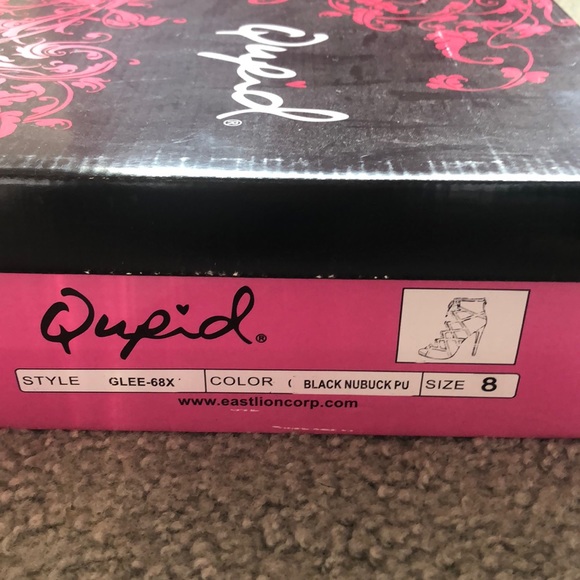 Qupid®
Qupid®
STYLE GLEE-68X COLOR ( BLACK NUBUCK PU SIZE 8
www.eastlioncorp.com